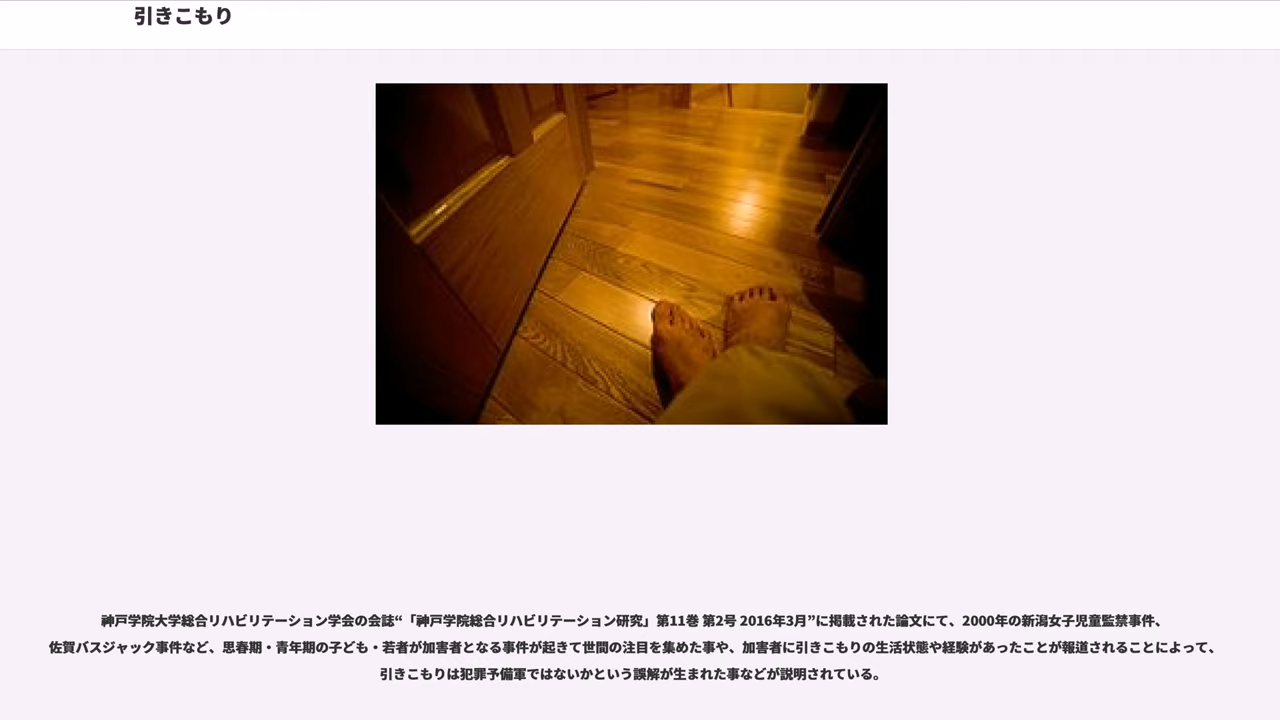 引きこもり
神戸学院大学総合リハビリテーション学会の会誌“「神戸学院総合リハビリテーション研究」第11巻 第2号 2016年3月”に掲載された論文にて、2000年の新潟女子児童監禁事件、
佐賀バスジャック事件など、思春期・青年期の子ども・若者が加害者となる事件が起きて世間の注目を集めた事や、加害者に引きこもりの生活状態や経験があったことが報道されることによって、
引きこもりは犯罪予備軍ではないかという誤解が生まれた事などが説明されている。